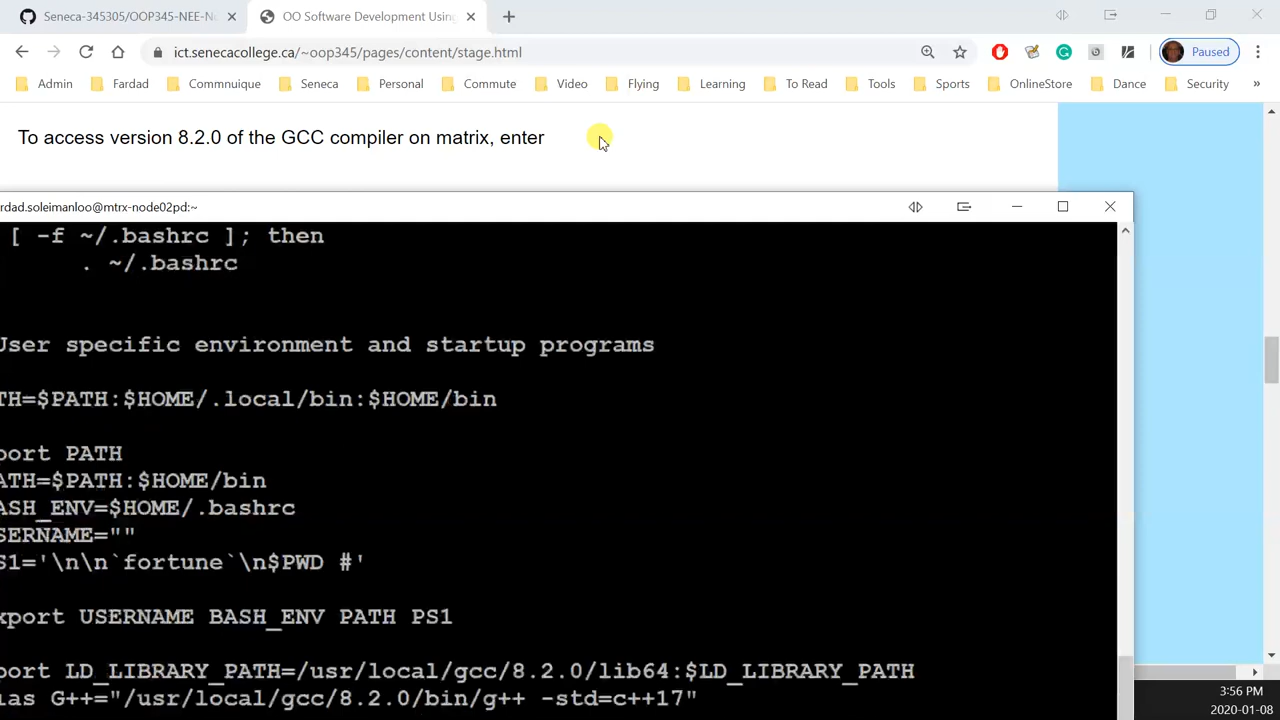 Seneca-345305/OOP345-NEE-N
OO Software Development Using
ict.senecacollege.ca/~oop345/pages/content/stage.html
Paused
Admin Fardad Commnuique Seneca Personal Commute Video Flying Learning To Read Tools Sports OnlineStore Dance Security »
To access version 8.2.0 of the GCC compiler on matrix, enter
rdad.soleimanloo@mtrx-node02pd:~
[ -f ~/.bashrc ]; then
. ~/.bashrc
User specific environment and startup programs
TH=$PATH:$HOME/.local/bin:$HOME/bin
port PATH
ATH=$PATH:$HOME/bin
ASH_ENV=$HOME/.bashrc
SERNAME=""
S1='\n\n`fortune`\n$PWD #'
xport USERNAME BASH_ENV PATH PS1
port LD_LIBRARY_PATH=/usr/local/gcc/8.2.0/lib64:$LD_LIBRARY_PATH
ias G++="/usr/local/gcc/8.2.0/bin/g++ -std=c++17"
3:56 PM
2020-01-08